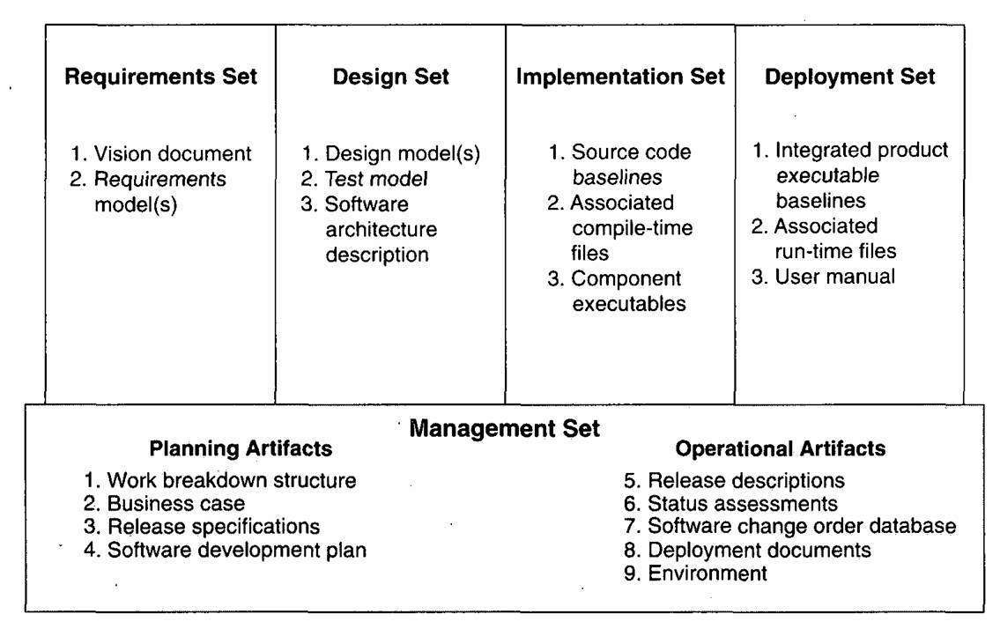 Requirements Set
1. Vision document
2. Requirements
model(s)
Design Set
1. Design model(s)
2. Test model
3. Software
architecture
description
Implementation Set
1. Source code
baselines
2. Associated
compile-time
files
3. Component
executables
Deployment Set
1. Integrated product
executable
baselines
2. Associated
run-time files
3. User manual
Management Set
Planning Artifacts
1. Work breakdown structure
2. Business case
3. Release specifications
4. Software development plan
Operational Artifacts
5. Release descriptions
6. Status assessments
7. Software change order database
8. Deployment documents
9. Environment